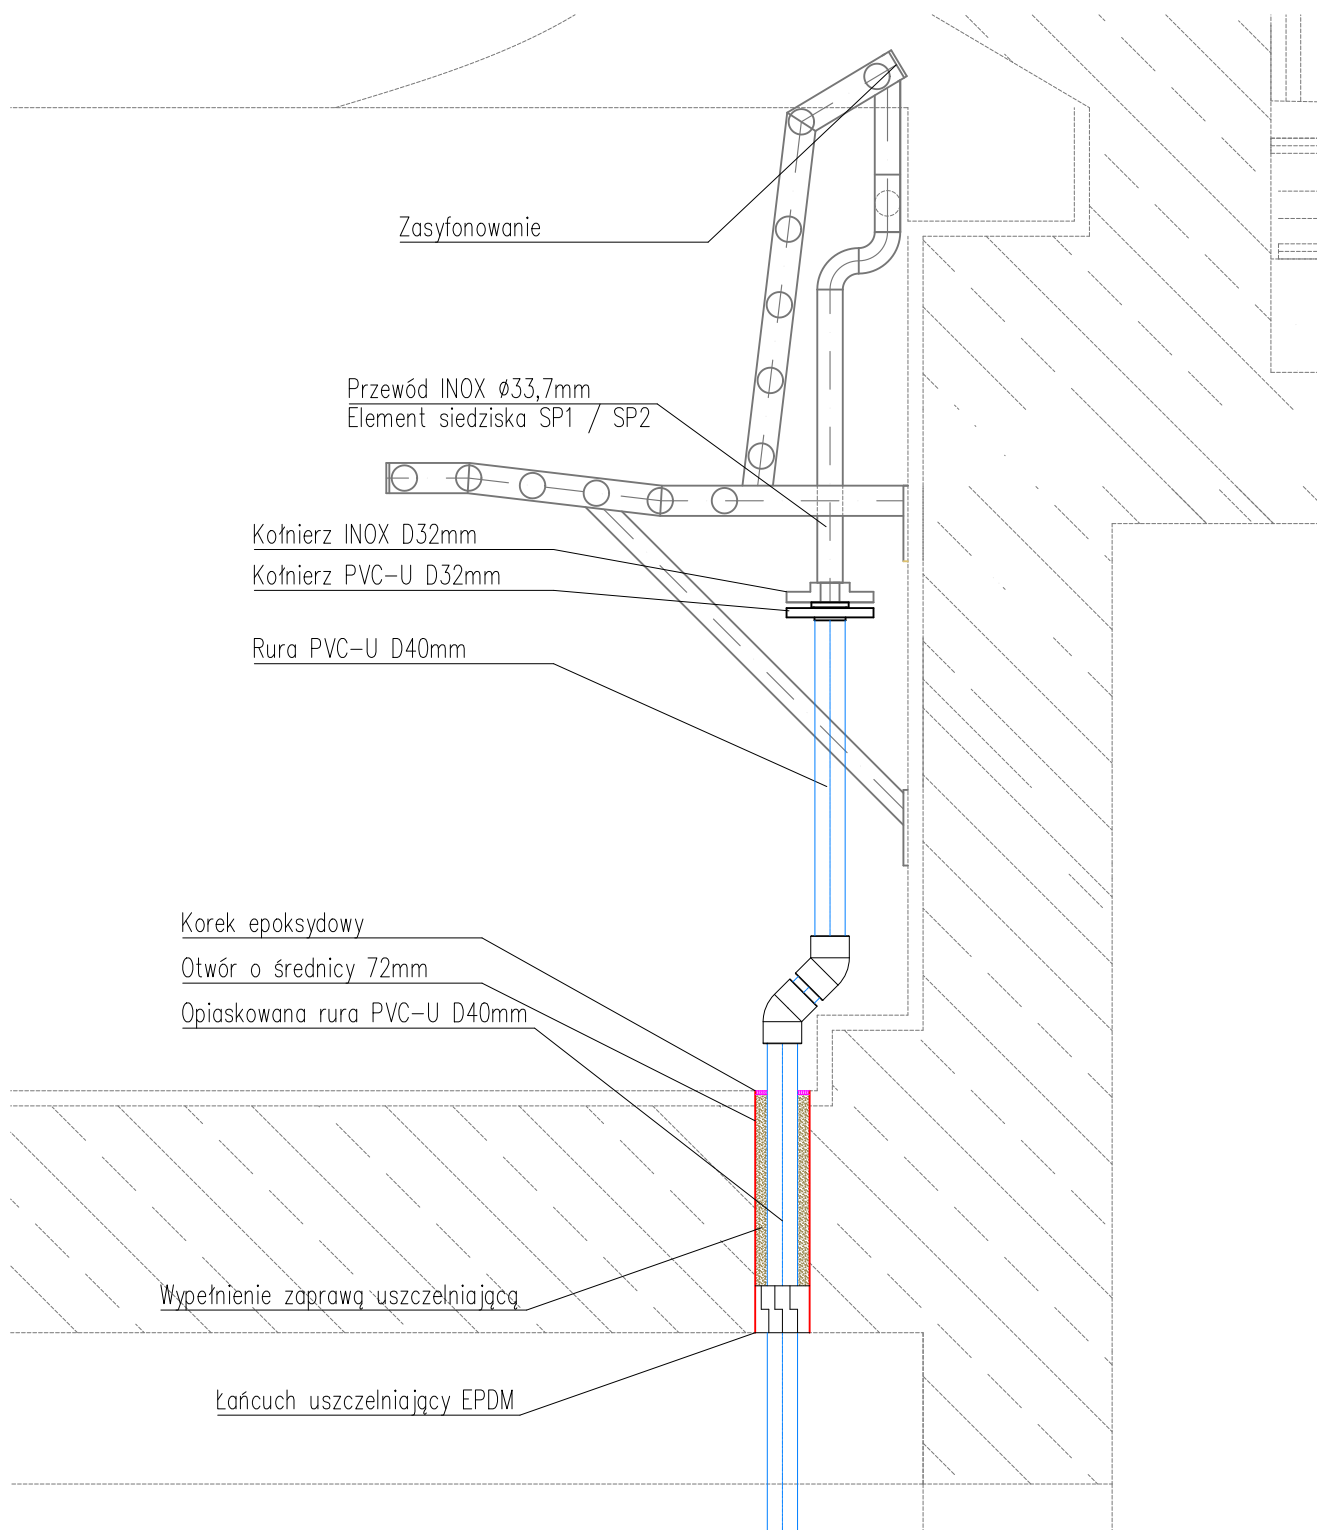 Zasyfonowanie
Przewód INOX ø33,7mm
Element siedziska SP1 / SP2
Kołnierz INOX D32mm
Kołnierz PVC-U D32mm
Rura PVC-U D40mm
Korek epoksydowy
Otwór o średnicy 72mm
Opiaskowana rura PVC-U D40mm
Wypełnienie zaprawą uszczelniającą
Łańcuch uszczelniający EPDM